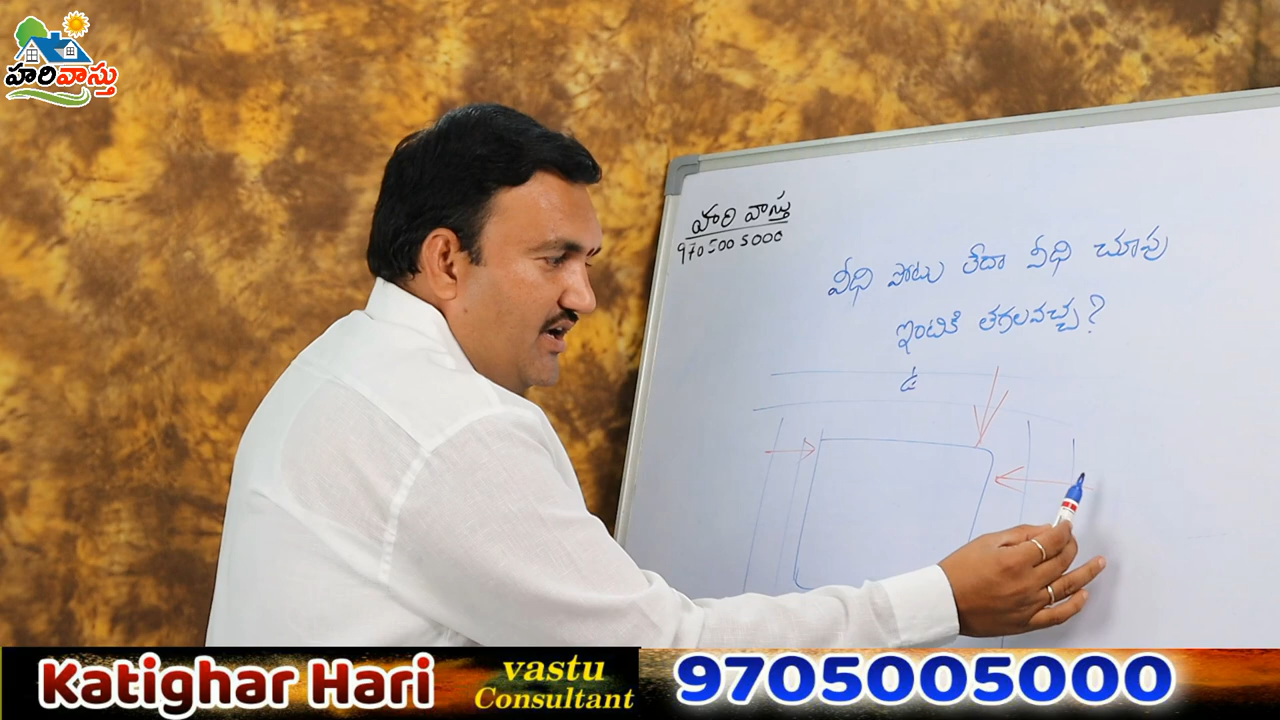 హరివాస్తు
హరి వాస్తు
9705005000
వీధి పోటు లేదా వీధి చూపు
ఇంటికి తగలవచ్చ?
ఉ
Katighar Hari
vastu
Consultant
9705005000